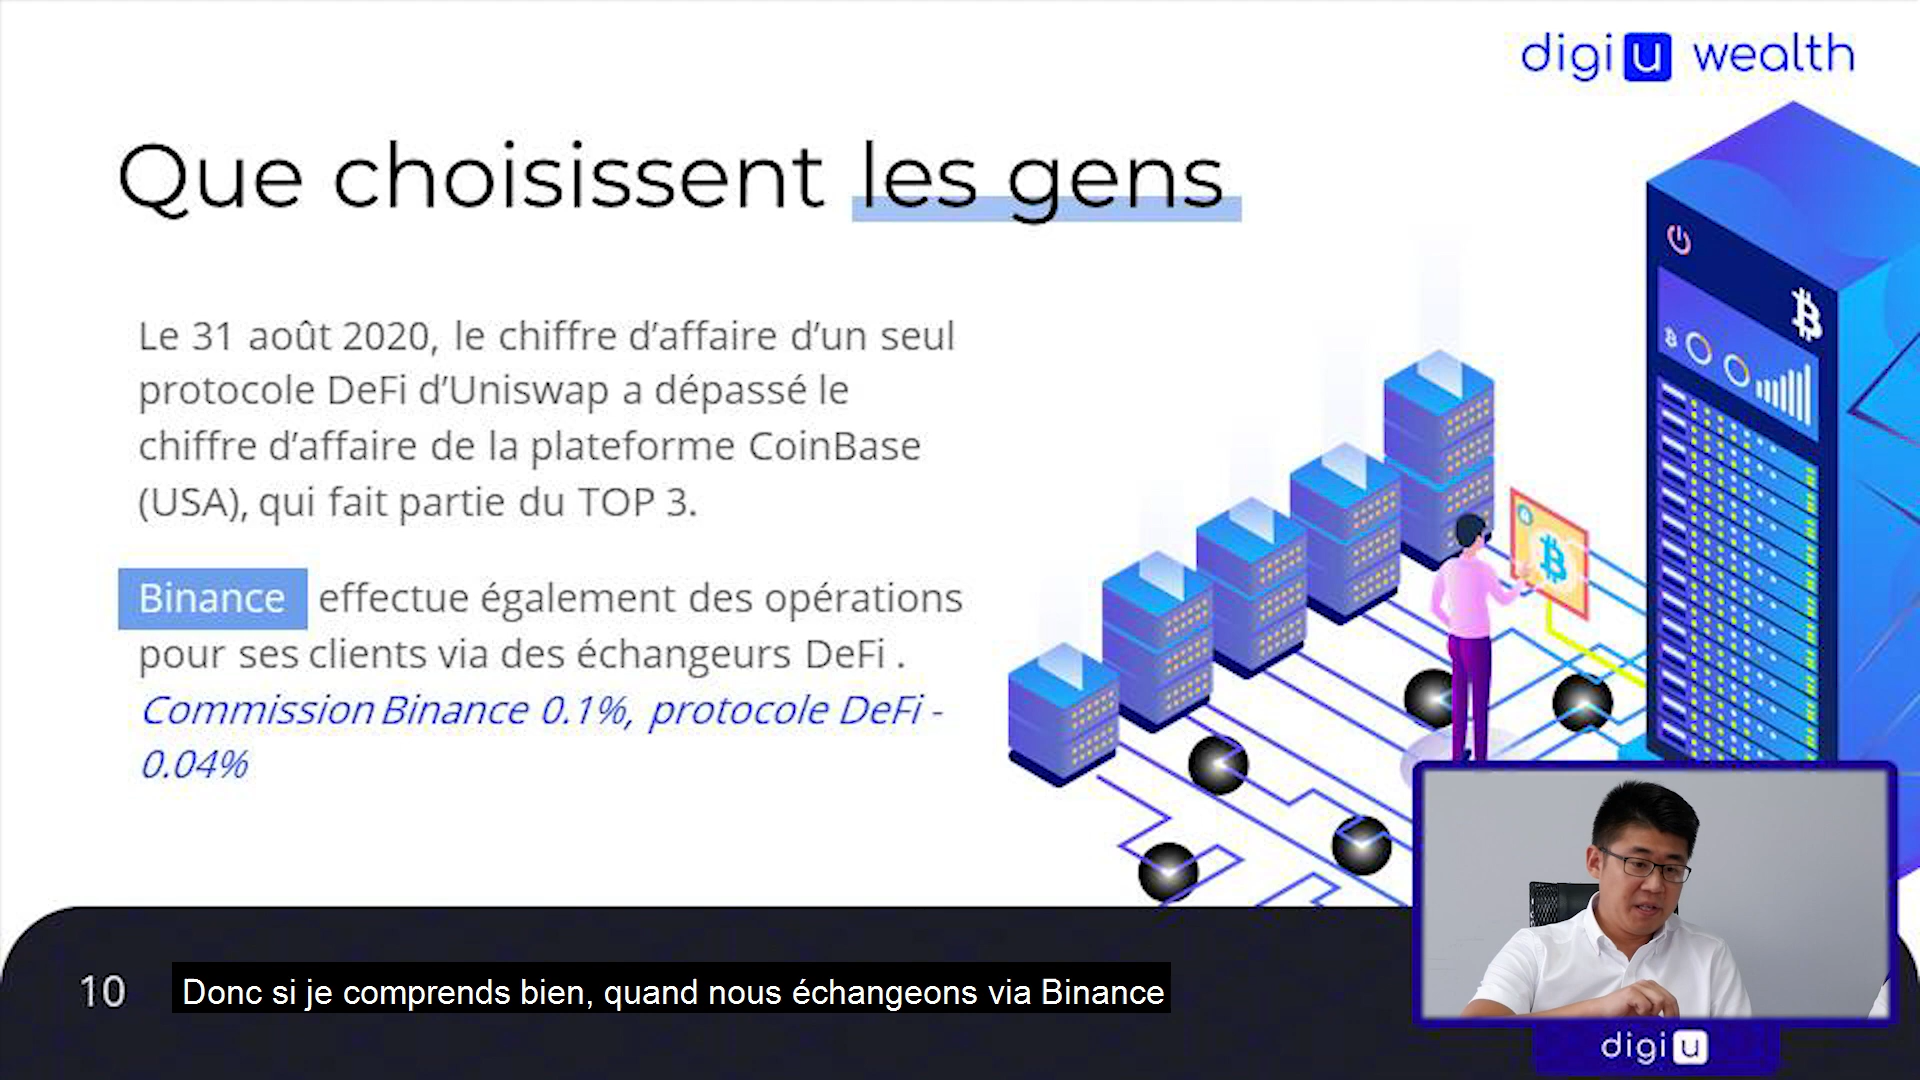 digi u wealth
Que choisissent les gens
Le 31 août 2020, le chiffre d’affaire d’un seul
protocole DeFi d’Uniswap a dépassé le
chiffre d’affaire de la plateforme CoinBase
(USA), qui fait partie du TOP 3.
Binance effectue également des opérations
pour ses clients via des échangeurs DeFi .
Commission Binance 0.1%, protocole DeFi -
0.04%
10
Donc si je comprends bien, quand nous échangeons via Binance
digi u